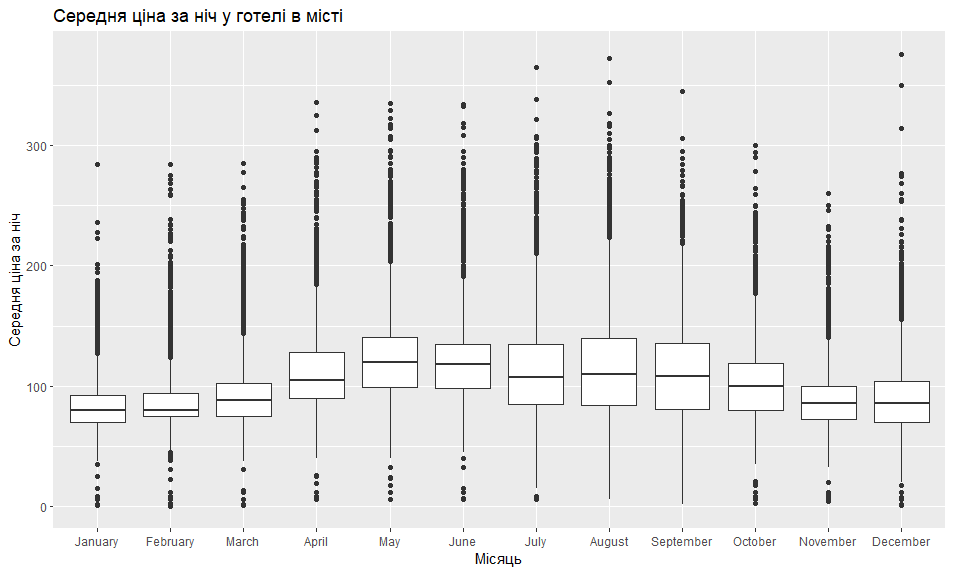 Середня ціна за ніч у готелі в місті
Середня ціна за ніч
300
200
100
0
January February March April May June July August September October November December
Місяць